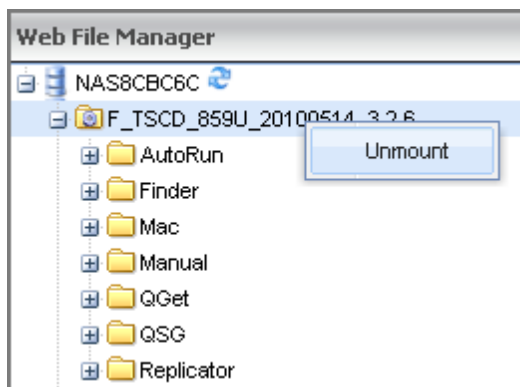 Web File Manager
NAS8CBC6C
F_TSCD_859U_20100514_3.2.6
Unmount
AutoRun
Finder
Mac
Manual
QGet
QSG
Replicator